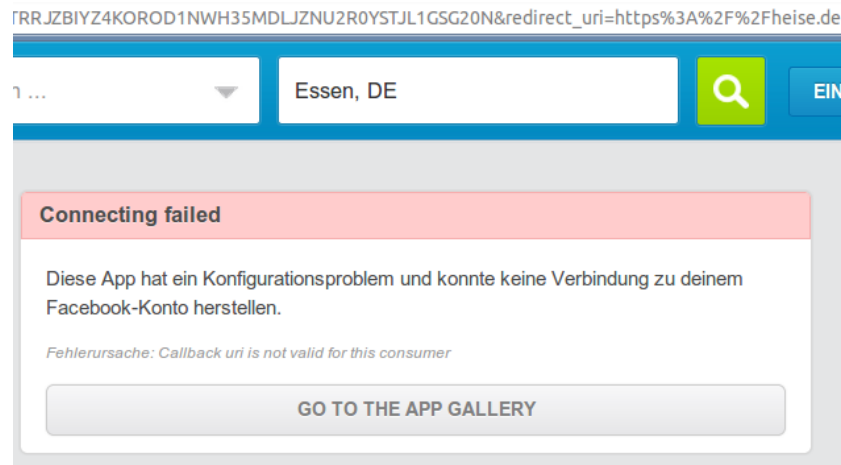 TRRJZBIYZ4KOROD1NWH35MDLJZNU2R0YSTJL1GSG20N&redirect_uri=https%3A%2F%2Fheise.de
n ...
Essen, DE
EIN
Connecting failed
Diese App hat ein Konfigurationsproblem und konnte keine Verbindung zu deinem
Facebook-Konto herstellen.
Fehlerursache: Callback uri is not valid for this consumer
GO TO THE APP GALLERY